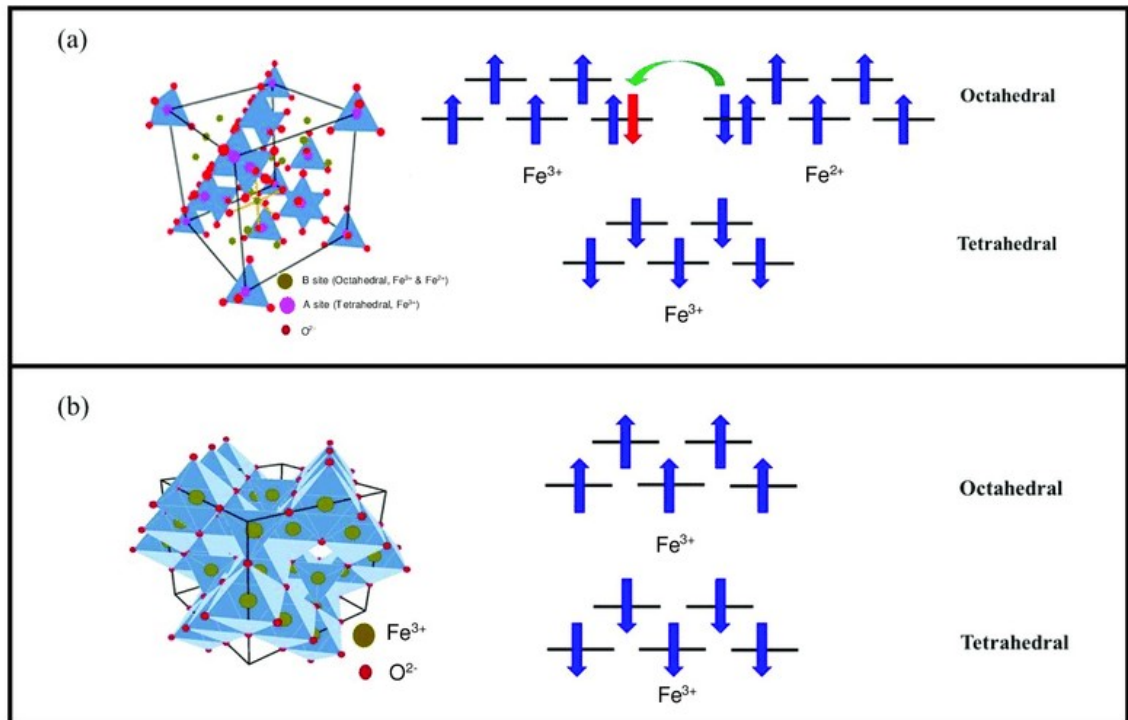 (a)
Octahedral
Fe³⁺
Fe²⁺
Tetrahedral
B site (Octahedral, Fe³⁺ & Fe²⁺)
A site (Tetrahedral, Fe³⁺)
O²⁻
Fe³⁺
(b)
Octahedral
Fe³⁺
Fe³⁺
O²⁻
Tetrahedral
Fe³⁺